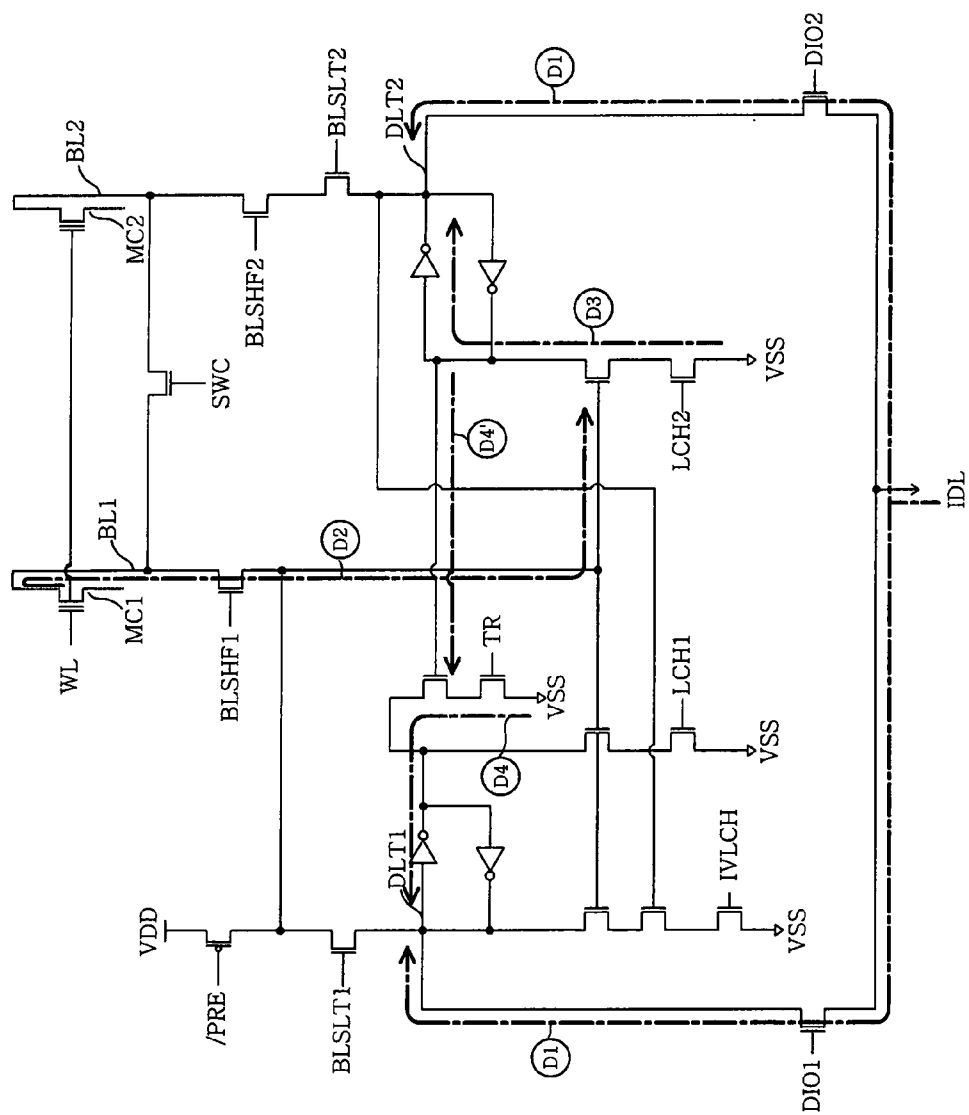 WL
MC1
BL1
MC2
BL2
SWC
VDD
/PRE
BLSHF1
D2
BLSHF2
BLSLT1
BLSLT2
DLT1
DLT2
D1
D4
D4'
TR
VSS
D3
D1
IVLCH
VSS
LCH1
VSS
LCH2
VSS
DIO1
DIO2
IDL